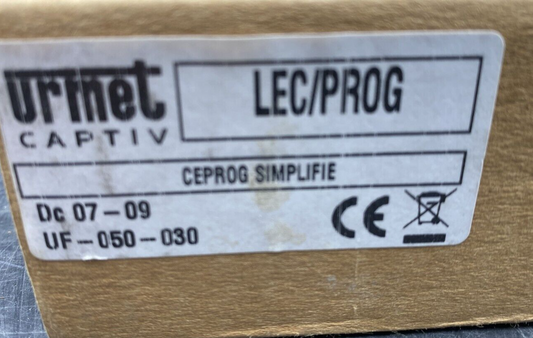 urmet
CAPTIV
LEC/PROG
CEPROG SIMPLIFIE
Dc 07-09
UF-050-030
CE